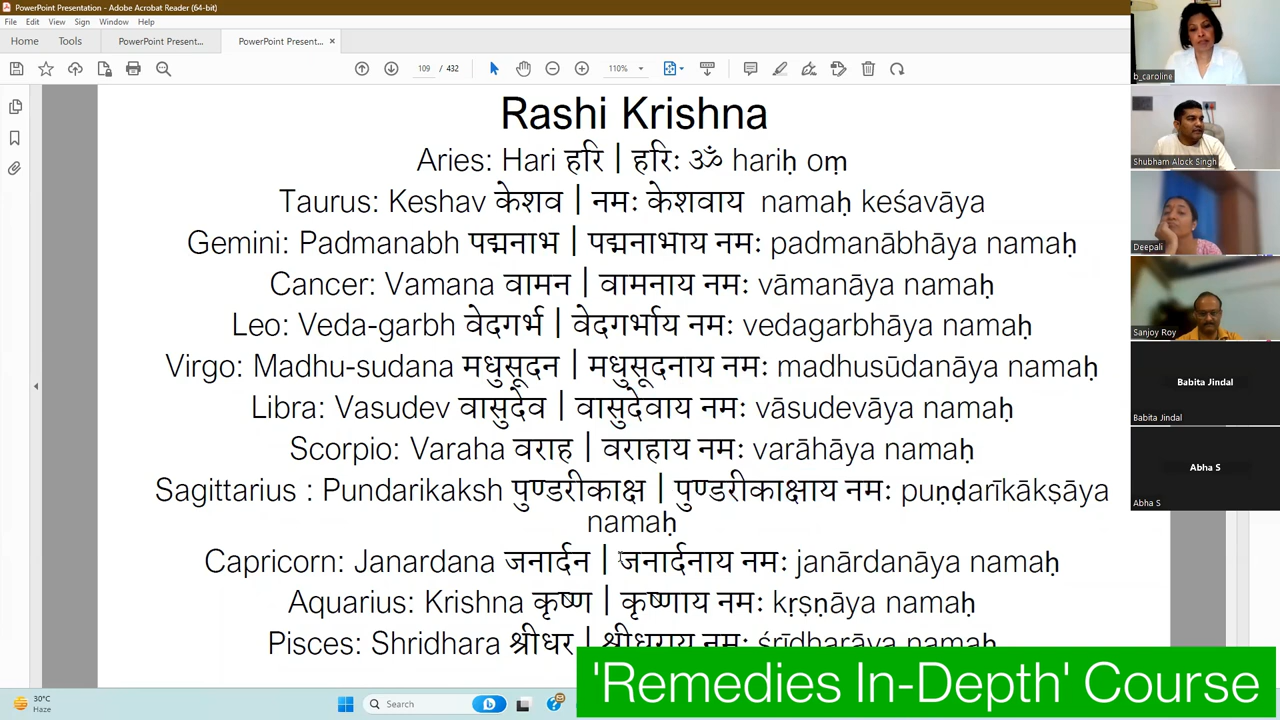 PowerPoint Presentation - Adobe Acrobat Reader (64-bit)
File Edit View Sign Window Help
Home Tools PowerPoint Present... PowerPoint Present... ×
109 / 432 110%
Rashi Krishna
Aries: Hari हरि | हरिः ॐ hariḥ oṃ
Taurus: Keshav केशव | नमः केशवाय namaḥ keśavāya
Gemini: Padmanabh पद्मनाभ | पद्मनाभाय नमः padmanābhāya namaḥ
Cancer: Vamana वामन | वामनाय नमः vāmanāya namaḥ
Leo: Veda-garbh वेदगर्भ | वेदगर्भाय नमः vedagarbhāya namaḥ
Virgo: Madhu-sudana मधुसूदन | मधुसूदनाय नमः madhusūdanāya namaḥ
Libra: Vasudev वासुदेव | वासुदेवाय नमः vāsudevāya namaḥ
Scorpio: Varaha वराह | वराहाय नमः varāhāya namaḥ
Sagittarius : Pundarikaksh पुण्डरीकाक्ष | पुण्डरीकाक्षाय नमः puṇḍarīkākṣāya
namaḥ
Capricorn: Janardana जनार्दन | जनार्दनाय नमः janārdanāya namaḥ
Aquarius: Krishna कृष्ण | कृष्णाय नमः kṛṣṇāya namaḥ
Pisces: Shridhara श्रीधर | श्रीधराय नमः śrīdharāya namaḥ
b_caroline
Shubham Alock Singh
Deepali
Sanjoy Roy
Babita Jindal
Babita Jindal
Abha S
Abha S
'Remedies In-Depth' Course
30°C
Haze
Search